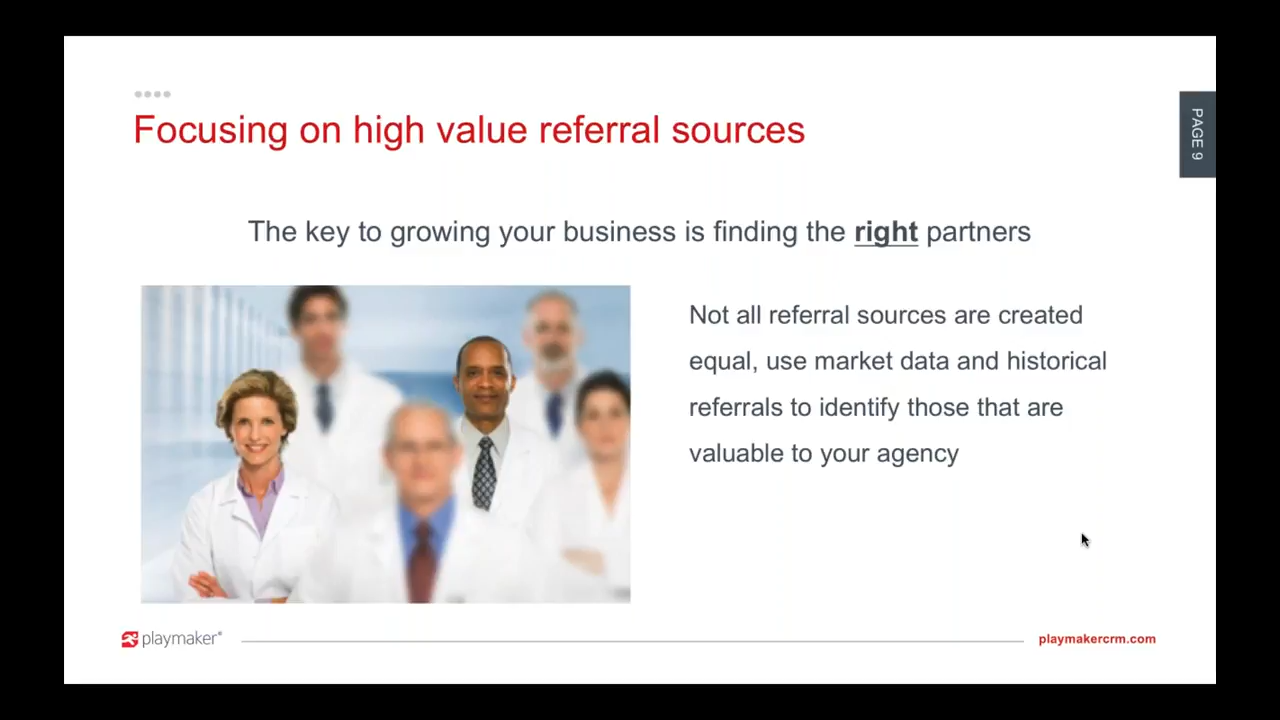 Focusing on high value referral sources
PAGE 9
The key to growing your business is finding the right partners
Not all referral sources are created
equal, use market data and historical
referrals to identify those that are
valuable to your agency
playmaker®
playmakercrm.com